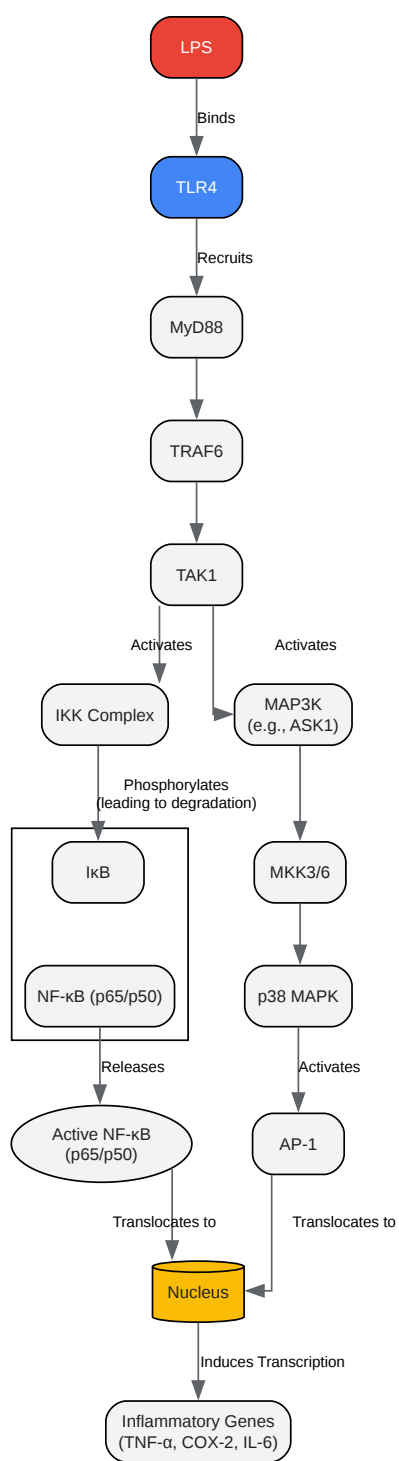 LPS
Binds
TLR4
Recruits
MyD88
TRAF6
TAK1
Activates
Activates
IKK Complex
MAP3K
(e.g., ASK1)
Phosphorylates
(leading to degradation)
IκB
MKK3/6
NF-κB (p65/p50)
p38 MAPK
Releases
Activates
Active NF-κB
(p65/p50)
AP-1
Translocates to
Translocates to
Nucleus
Induces Transcription
Inflammatory Genes
(TNF-α, COX-2, IL-6)